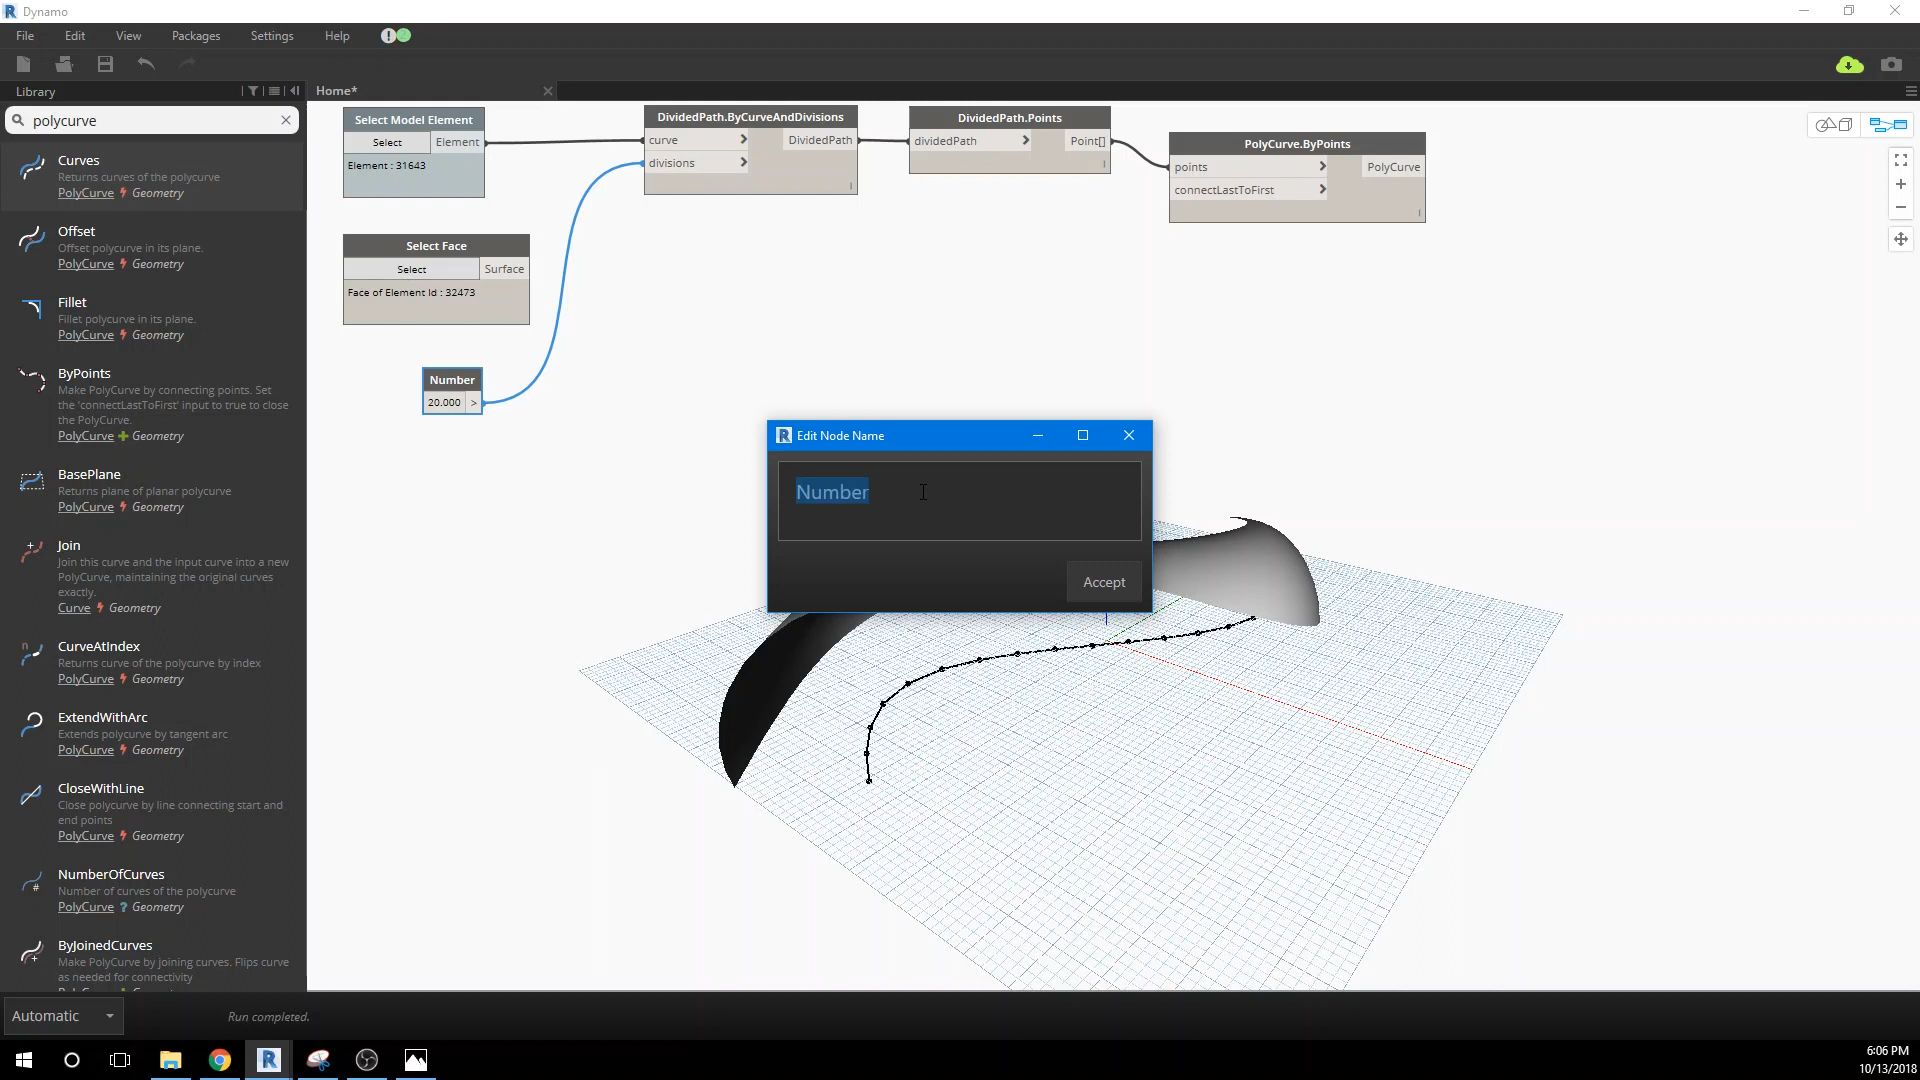 Dynamo
File Edit View Packages Settings Help
Library
Home*
polycurve
Curves
Returns curves of the polycurve
PolyCurve Geometry
Offset
Offset polycurve in its plane.
PolyCurve Geometry
Fillet
Fillet polycurve in its plane.
PolyCurve Geometry
ByPoints
Make PolyCurve by connecting points. Set
the 'connectLastToFirst' input to true to close
the PolyCurve.
PolyCurve Geometry
BasePlane
Returns plane of planar polycurve
PolyCurve Geometry
Join
Join this curve and the input curve into a new
PolyCurve, maintaining the original curves
exactly.
Curve Geometry
CurveAtIndex
Returns curve of the polycurve by index
PolyCurve Geometry
ExtendWithArc
Extends polycurve by tangent arc
PolyCurve Geometry
CloseWithLine
Close polycurve by line connecting start and
end points
PolyCurve Geometry
NumberOfCurves
Number of curves of the polycurve
PolyCurve ? Geometry
ByJoinedCurves
Make PolyCurve by joining curves. Flips curve
as needed for connectivity
Select Model Element
Select Element
Element : 31643
DividedPath.ByCurveAndDivisions
curve > DividedPath
divisions >
DividedPath.Points
dividedPath > Point[]
PolyCurve.ByPoints
points > PolyCurve
connectLastToFirst >
Select Face
Select Surface
Face of Element Id : 32473
Number
20.000 >
Edit Node Name
Number
Accept
Automatic
Run completed.
6:06 PM
10/13/2018